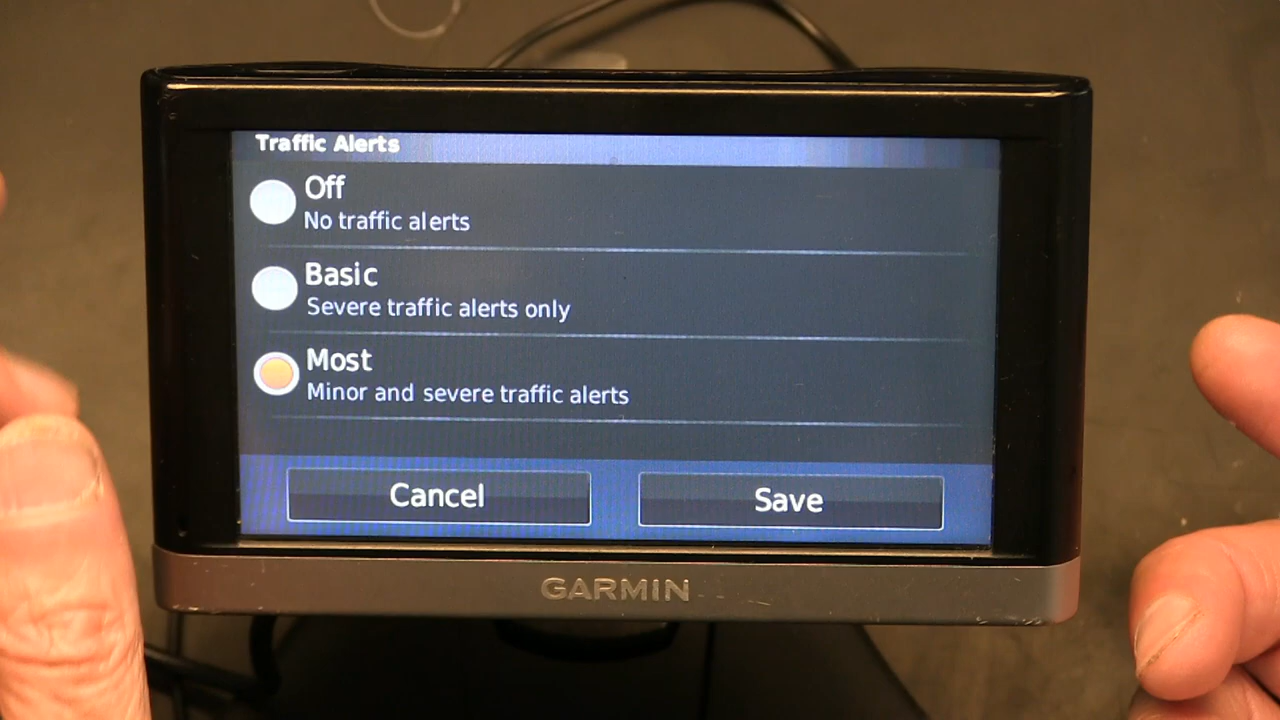 Traffic Alerts
Off
No traffic alerts
Basic
Severe traffic alerts only
Most
Minor and severe traffic alerts
Cancel
Save
GARMIN